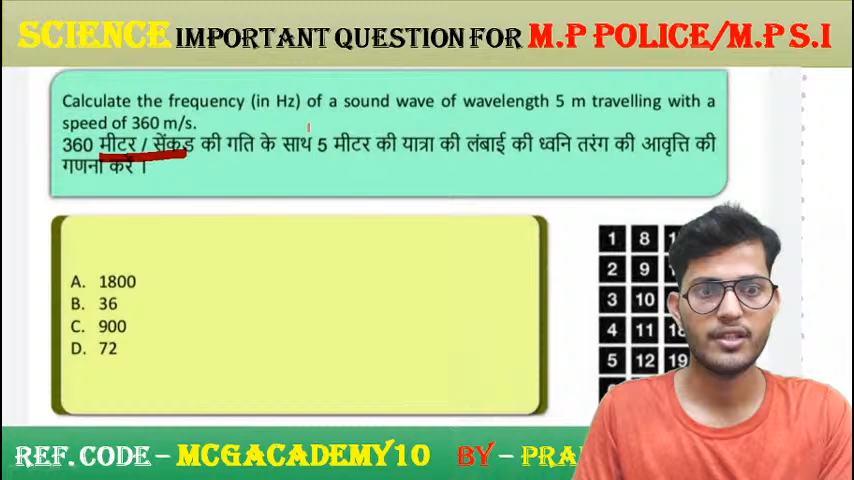 SCIENCE IMPORTANT QUESTION FOR M.P POLICE/M.P S.I
Calculate the frequency (in Hz) of a sound wave of wavelength 5 m travelling with a
speed of 360 m/s.
360 मीटर / सेंकड की गति के साथ 5 मीटर की यात्रा की लंबाई की ध्वनि तरंग की आवृत्ति की
गणना करें ।
A. 1800
B. 36
C. 900
D. 72
1 8
2 9
3 10
4 11 18
5 12 19
REF. CODE – MCGACADEMY10 BY –